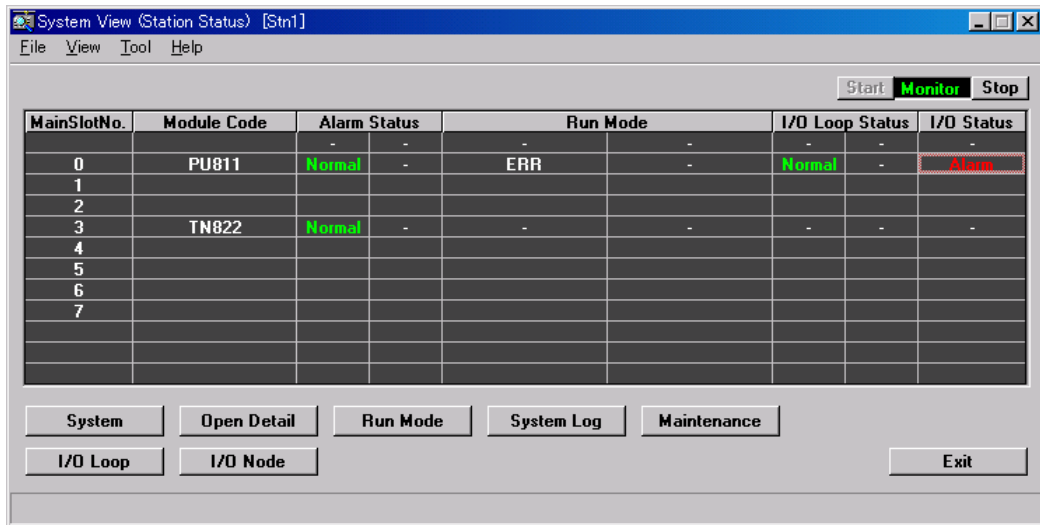 System View (Station Status) [Stn1]
File View Tool Help
Start Monitor Stop
MainSlotNo. Module Code Alarm Status Run Mode I/O Loop Status I/O Status
- - - - - - -
0 PU811 Normal - ERR - Normal - Alarm
1
2
3 TN822 Normal - - - - - -
4
5
6
7
System Open Detail Run Mode System Log Maintenance
I/O Loop I/O Node Exit